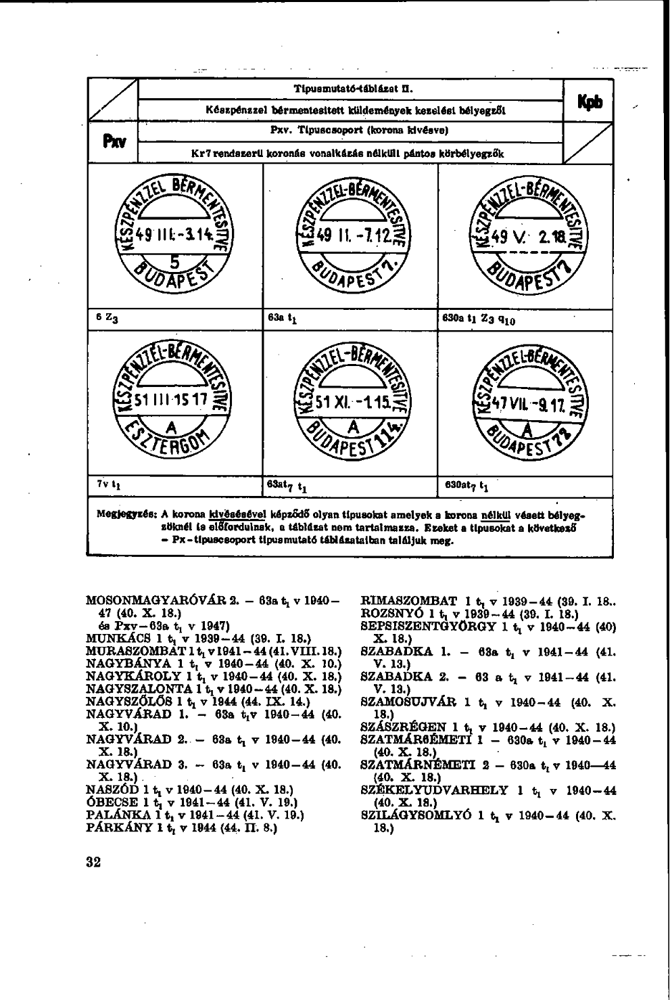 Tipusmutató-táblázat II.
Kpb
Készpénzzel bérmentesitett küldemények kezelési bélyegzői
Pxv
Pxv. Tipuscsoport (korona kivésve)
Kr7 rendszerü koronás vonalkázás nélküli pántos körbélyegzők
KÉSZPÉNZZEL BÉRMENTESITVE
49 III.-3.14.
5
BUDAPEST
KÉSZPÉNZZEL-BÉRMENTESITVE
49 II. -7.12.
BUDAPEST 7.
KÉSZPÉNZZEL-BÉRMENTESITVE
49 V. 2.18.
BUDAPEST 7
6 Z3
63a t1
630a t1 Z3 q10
KÉSZPÉNZZEL-BÉRMENTESITVE
51 III 15 17
A
ESZTERGOM
KÉSZPÉNZZEL-BÉRMENTESITVE
51 XI. -1.15.
A
BUDAPEST 114.
KÉSZPÉNZZEL-BÉRMENTESITVE
47 VII. -9.17.
A
BUDAPEST 72
7v t1
63at7 t1
630at7 t1
Megjegyzés: A korona kivésésével képződő olyan tipusokat amelyek a korona nélkül vésett bélyeg-
zőknél is előfordulnak, a táblázat nem tartalmazza. Ezeket a tipusokat a következő
- Px-tipuscsoport tipusmutató táblázataiban találjuk meg.
MOSONMAGYARÓVÁR 2. – 63a t1 v 1940–
47 (40. X. 18.)
és Pxv–63a t1 v 1947)
MUNKÁCS 1 t1 v 1939–44 (39. I. 18.)
MURASZOMBAT 1 t1 v 1941–44 (41. VIII. 18.)
NAGYBÁNYA 1 t1 v 1940–44 (40. X. 10.)
NAGYKÁROLY 1 t1 v 1940–44 (40. X. 18.)
NAGYSZALONTA 1 t1 v 1940–44 (40. X. 18.)
NAGYSZŐLŐS 1 t1 v 1944 (44. IX. 14.)
NAGYVÁRAD 1. – 63a t1v 1940–44 (40.
X. 10.)
NAGYVÁRAD 2. – 63a t1 v 1940–44 (40.
X. 18.)
NAGYVÁRAD 3. – 63a t1 v 1940–44 (40.
X. 18.)
NASZÓD 1 t1 v 1940–44 (40. X. 18.)
ÓBECSE 1 t1 v 1941–44 (41. V. 19.)
PALÁNKA 1 t1 v 1941–44 (41. V. 19.)
PÁRKÁNY 1 t1 v 1944 (44. II. 8.)
RIMASZOMBAT 1 t1 v 1939–44 (39. I. 18..
ROZSNYÓ 1 t1 v 1939–44 (39. I. 18.)
SEPSISZENTGYÖRGY 1 t1 v 1940–44 (40)
X. 18.)
SZABADKA 1. – 63a t1 v 1941–44 (41.
V. 13.)
SZABADKA 2. – 63 a t1 v 1941–44 (41.
V. 13.)
SZAMOSUJVÁR 1 t1 v 1940–44 (40. X.
18.)
SZÁSZRÉGEN 1 t1 v 1940–44 (40. X. 18.)
SZATMÁR6ÉMETI 1 – 630a t1 v 1940–44
(40. X. 18.)
SZATMÁRNÉMETI 2 – 630a t1 v 1940—44
(40. X. 18.)
SZÉKELYUDVARHELY 1 t1 v 1940–44
(40. X. 18.)
SZILÁGYSOMLYÓ 1 t1 v 1940–44 (40. X.
18.)
32